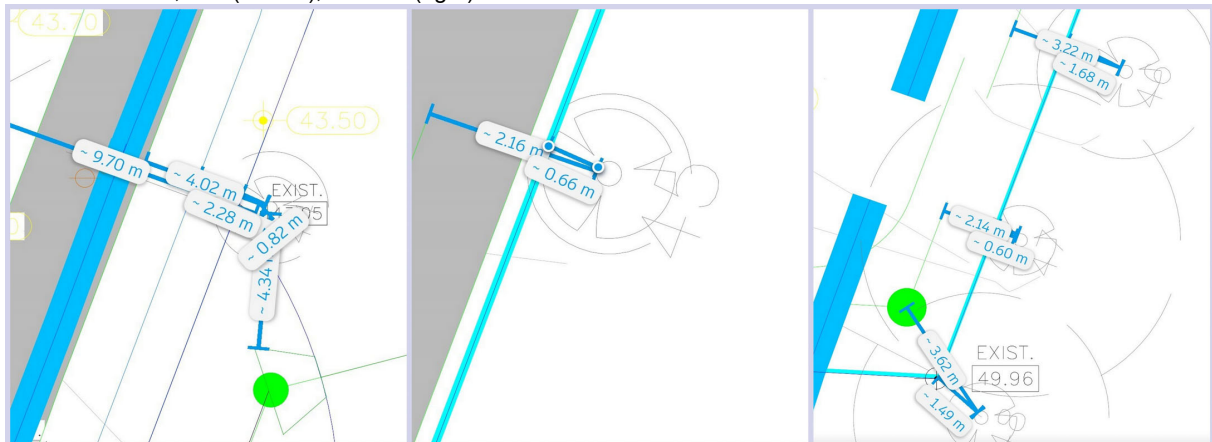 43.70
43.50
~ 9.70 m
~ 4.02 m
EXIST.
~ 2.28 m
~ 0.82 m
~ 4.34
~ 2.16 m
~ 0.66 m
~ 3.22 m
~ 1.68 m
~ 2.14 m
~ 0.60 m
~ 3.62 m
EXIST.
49.96
~ 1.49 m